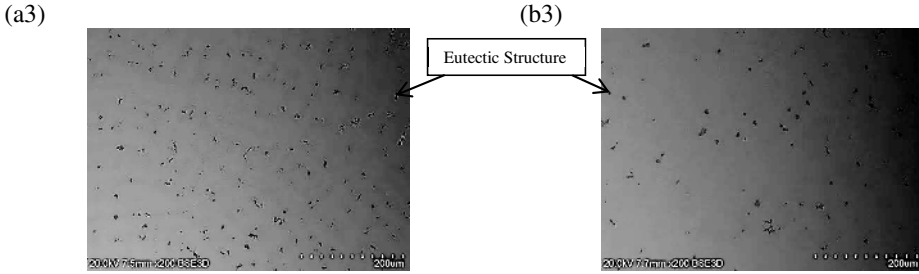 (a3) (b3)
Eutectic Structure
20.0kV 7.5mm x200 BSE3D 200um
20.0kV 7.7mm x200 BSE3D 200um